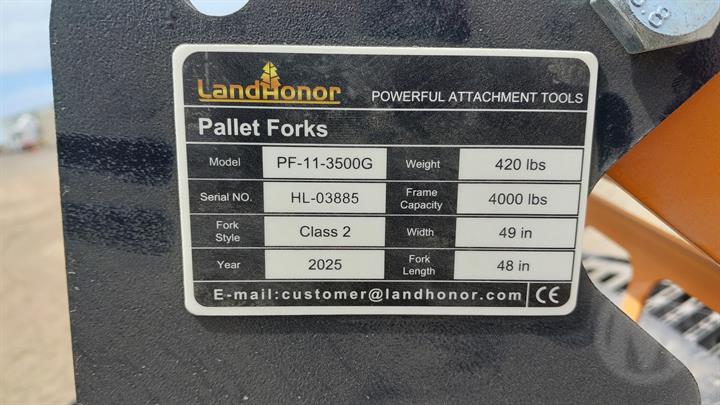 8.8
LandHonor POWERFUL ATTACHMENT TOOLS
Pallet Forks
Model PF-11-3500G Weight 420 lbs
Serial NO. HL-03885 Frame Capacity 4000 lbs
Fork Style Class 2 Width 49 in
Year 2025 Fork Length 48 in
E-mail:customer@landhonor.com CE